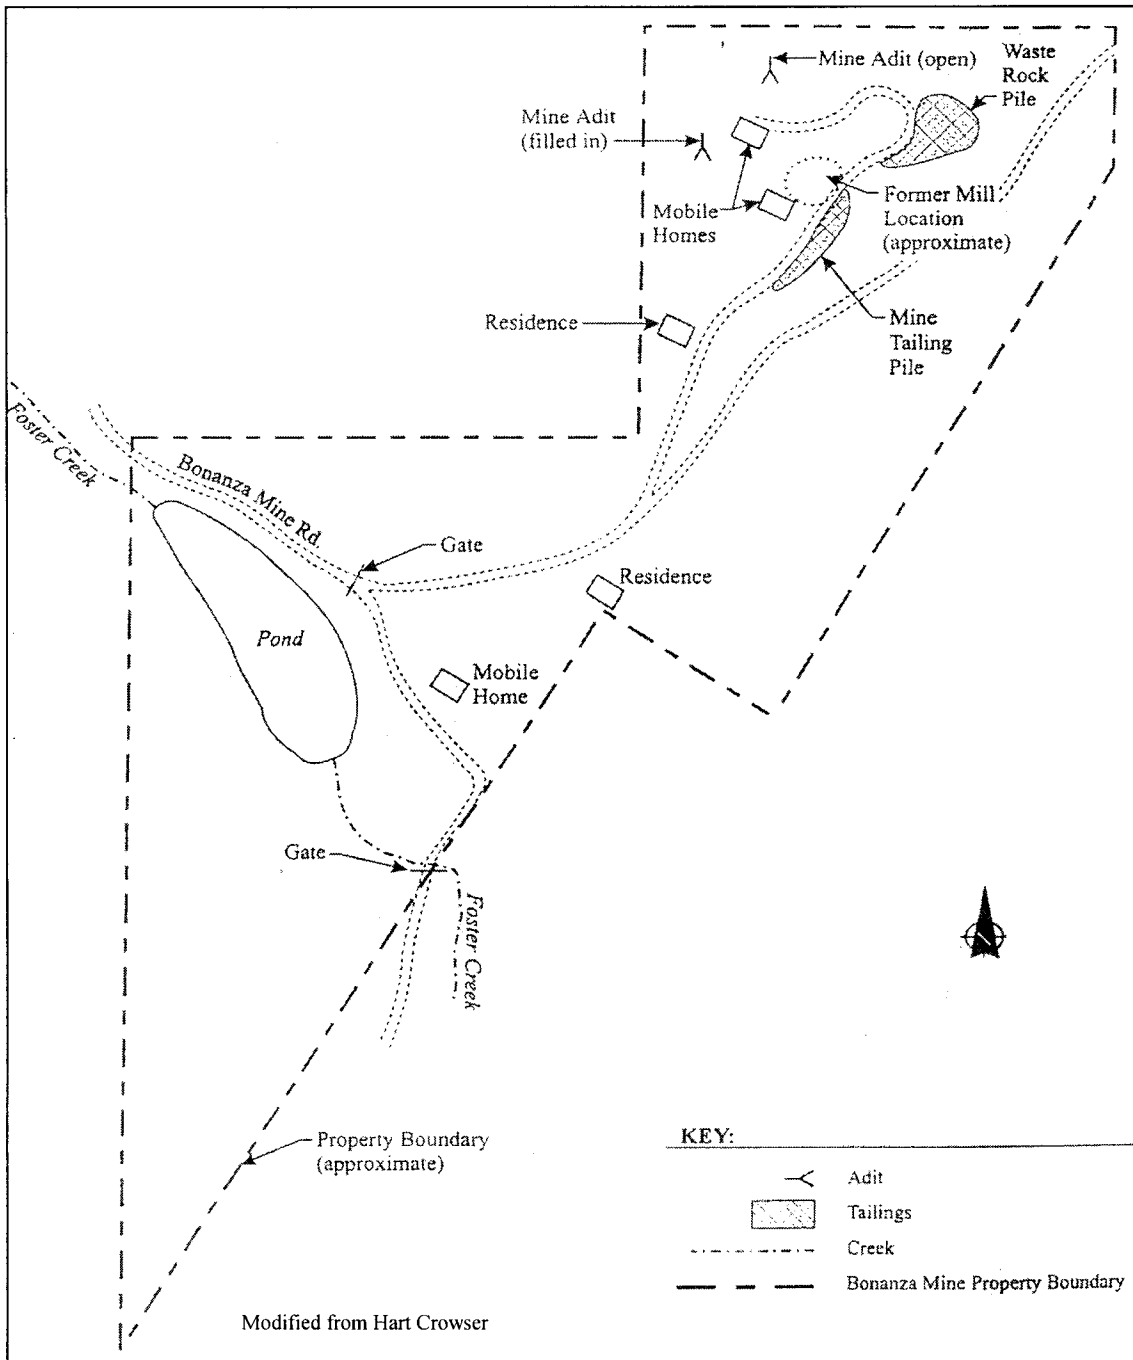 Mine Adit (open)
Waste
Rock
Pile
Mine Adit
(filled in)
Mobile
Homes
Former Mill
Location
(approximate)
Residence
Mine
Tailing
Pile
Foster Creek
Bonanza Mine Rd.
Gate
Residence
Pond
Mobile
Home
Gate
Foster Creek
Property Boundary
(approximate)
KEY:
Adit
Tailings
Creek
Bonanza Mine Property Boundary
Modified from Hart Crowser